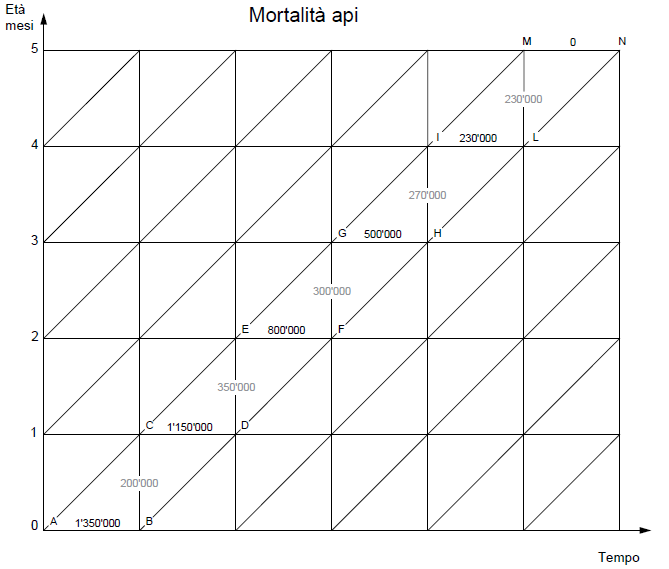 Età
mesi
Mortalità api
5
M 0 N
230'000
4
I 230'000 L
270'000
3
G 500'000 H
300'000
2
E 800'000 F
350'000
1
C 1'150'000 D
200'000
0
A 1'350'000 B
Tempo